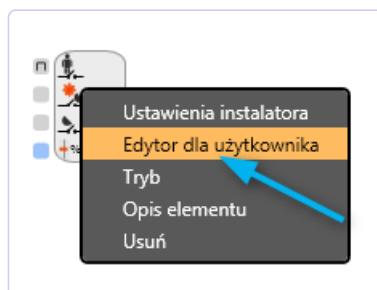 Ustawienia instalatora
Edytor dla użytkownika
Tryb
Opis elementu
Usuń
%